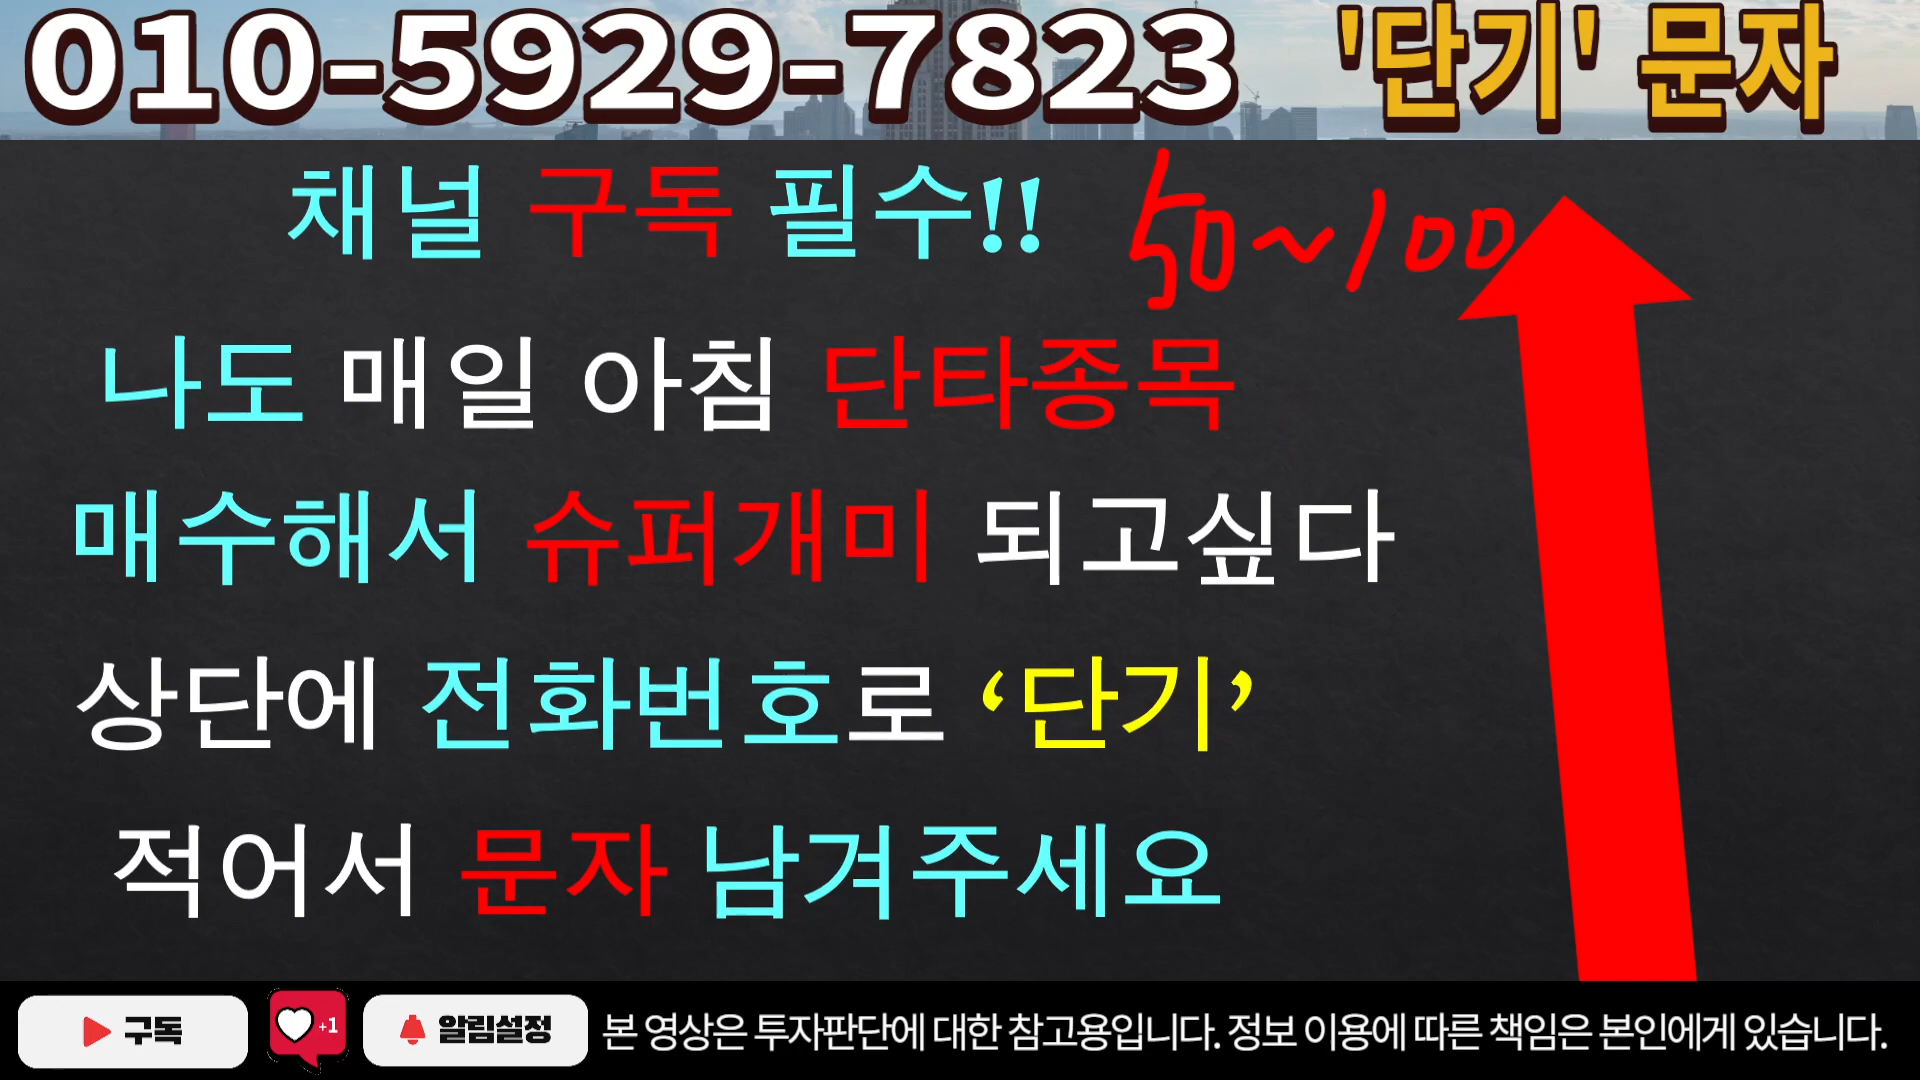 010-5929-7823 '단기' 문자
채널 구독 필수!! 50~100
나도 매일 아침 단타종목
매수해서 슈퍼개미 되고싶다
상단에 전화번호로 ‘단기’
적어서 문자 남겨주세요
구독 +1 알림설정 본 영상은 투자판단에 대한 참고용입니다. 정보 이용에 따른 책임은 본인에게 있습니다.